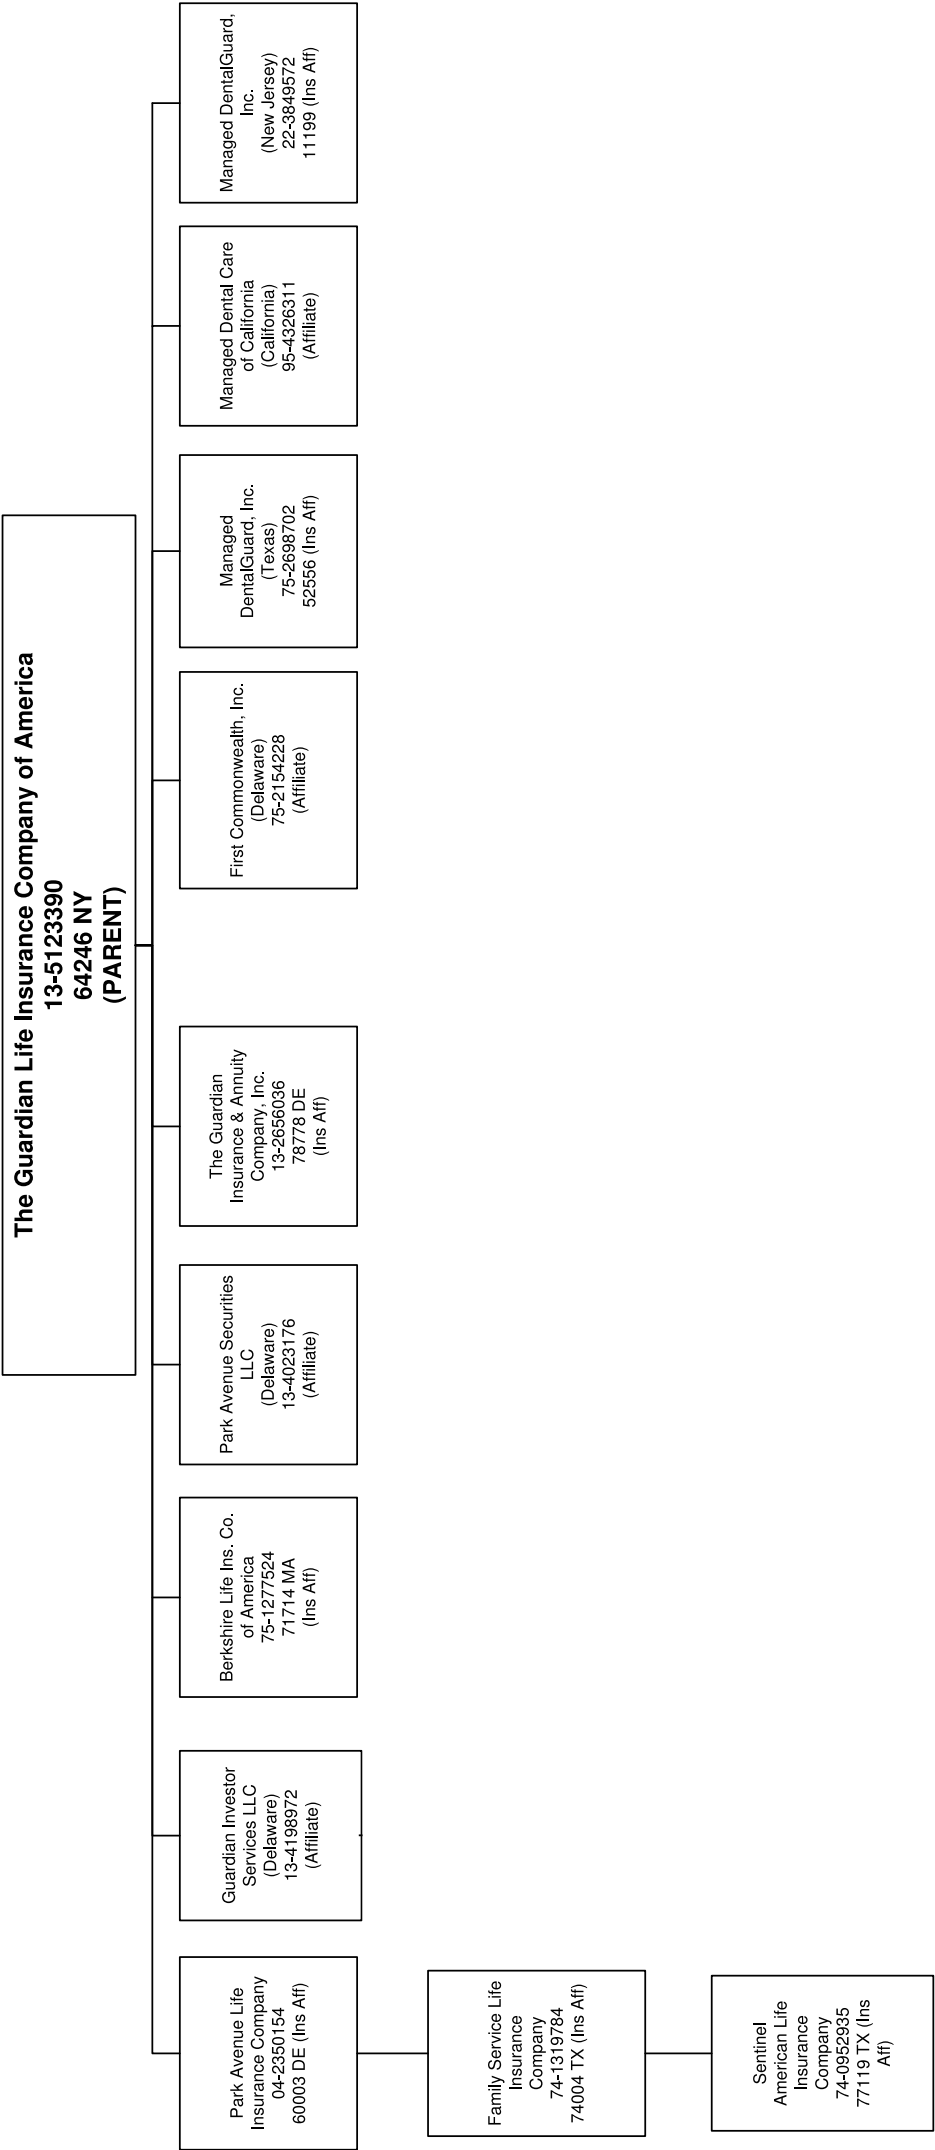 The Guardian Life Insurance Company of America
13-5123390
64246 NY
(PARENT)
Park Avenue Life
Insurance Company
04-2350154
60003 DE (Ins Aff)
Guardian Investor
Services LLC
(Delaware)
13-4198972
(Affiliate)
Berkshire Life Ins. Co.
of America
75-1277524
71714 MA
(Ins Aff)
Park Avenue Securities
LLC
(Delaware)
13-4023176
(Affiliate)
The Guardian
Insurance & Annuity
Company, Inc.
13-2656036
78778 DE
(Ins Aff)
First Commonwealth, Inc.
(Delaware)
75-2154228
(Affiliate)
Managed
DentalGuard, Inc.
(Texas)
75-2698702
52556 (Ins Aff)
Managed Dental Care
of California
(California)
95-4326311
(Affiliate)
Managed DentalGuard,
Inc.
(New Jersey)
22-3849572
11199 (Ins Aff)
Family Service Life
Insurance
Company
74-1319784
74004 TX (Ins Aff)
Sentinel
American Life
Insurance
Company
74-0952935
77119 TX (Ins
Aff)